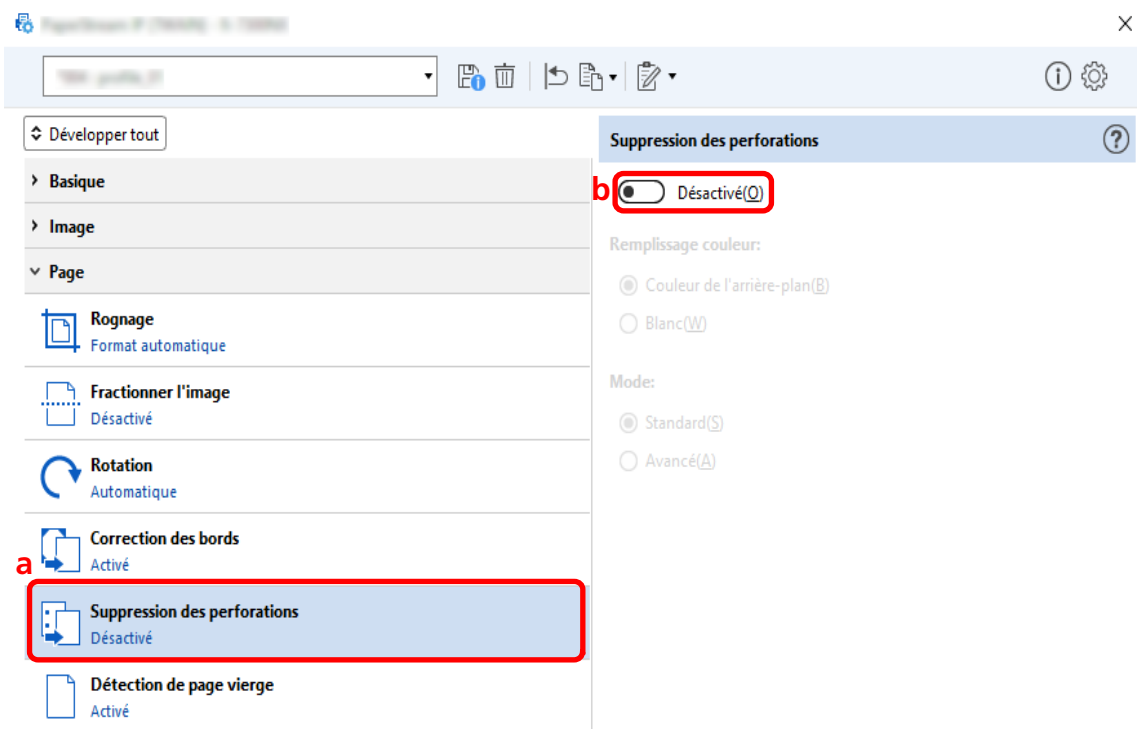 Développer tout
Basique
Image
Page
Rognage
Format automatique
Fractionner l'image
Désactivé
Rotation
Automatique
Correction des bords
Activé
a
Suppression des perforations
Désactivé
Détection de page vierge
Activé
Suppression des perforations
b
Désactivé(O)
Remplissage couleur:
Couleur de l'arrière-plan(B)
Blanc(W)
Mode:
Standard(S)
Avancé(A)